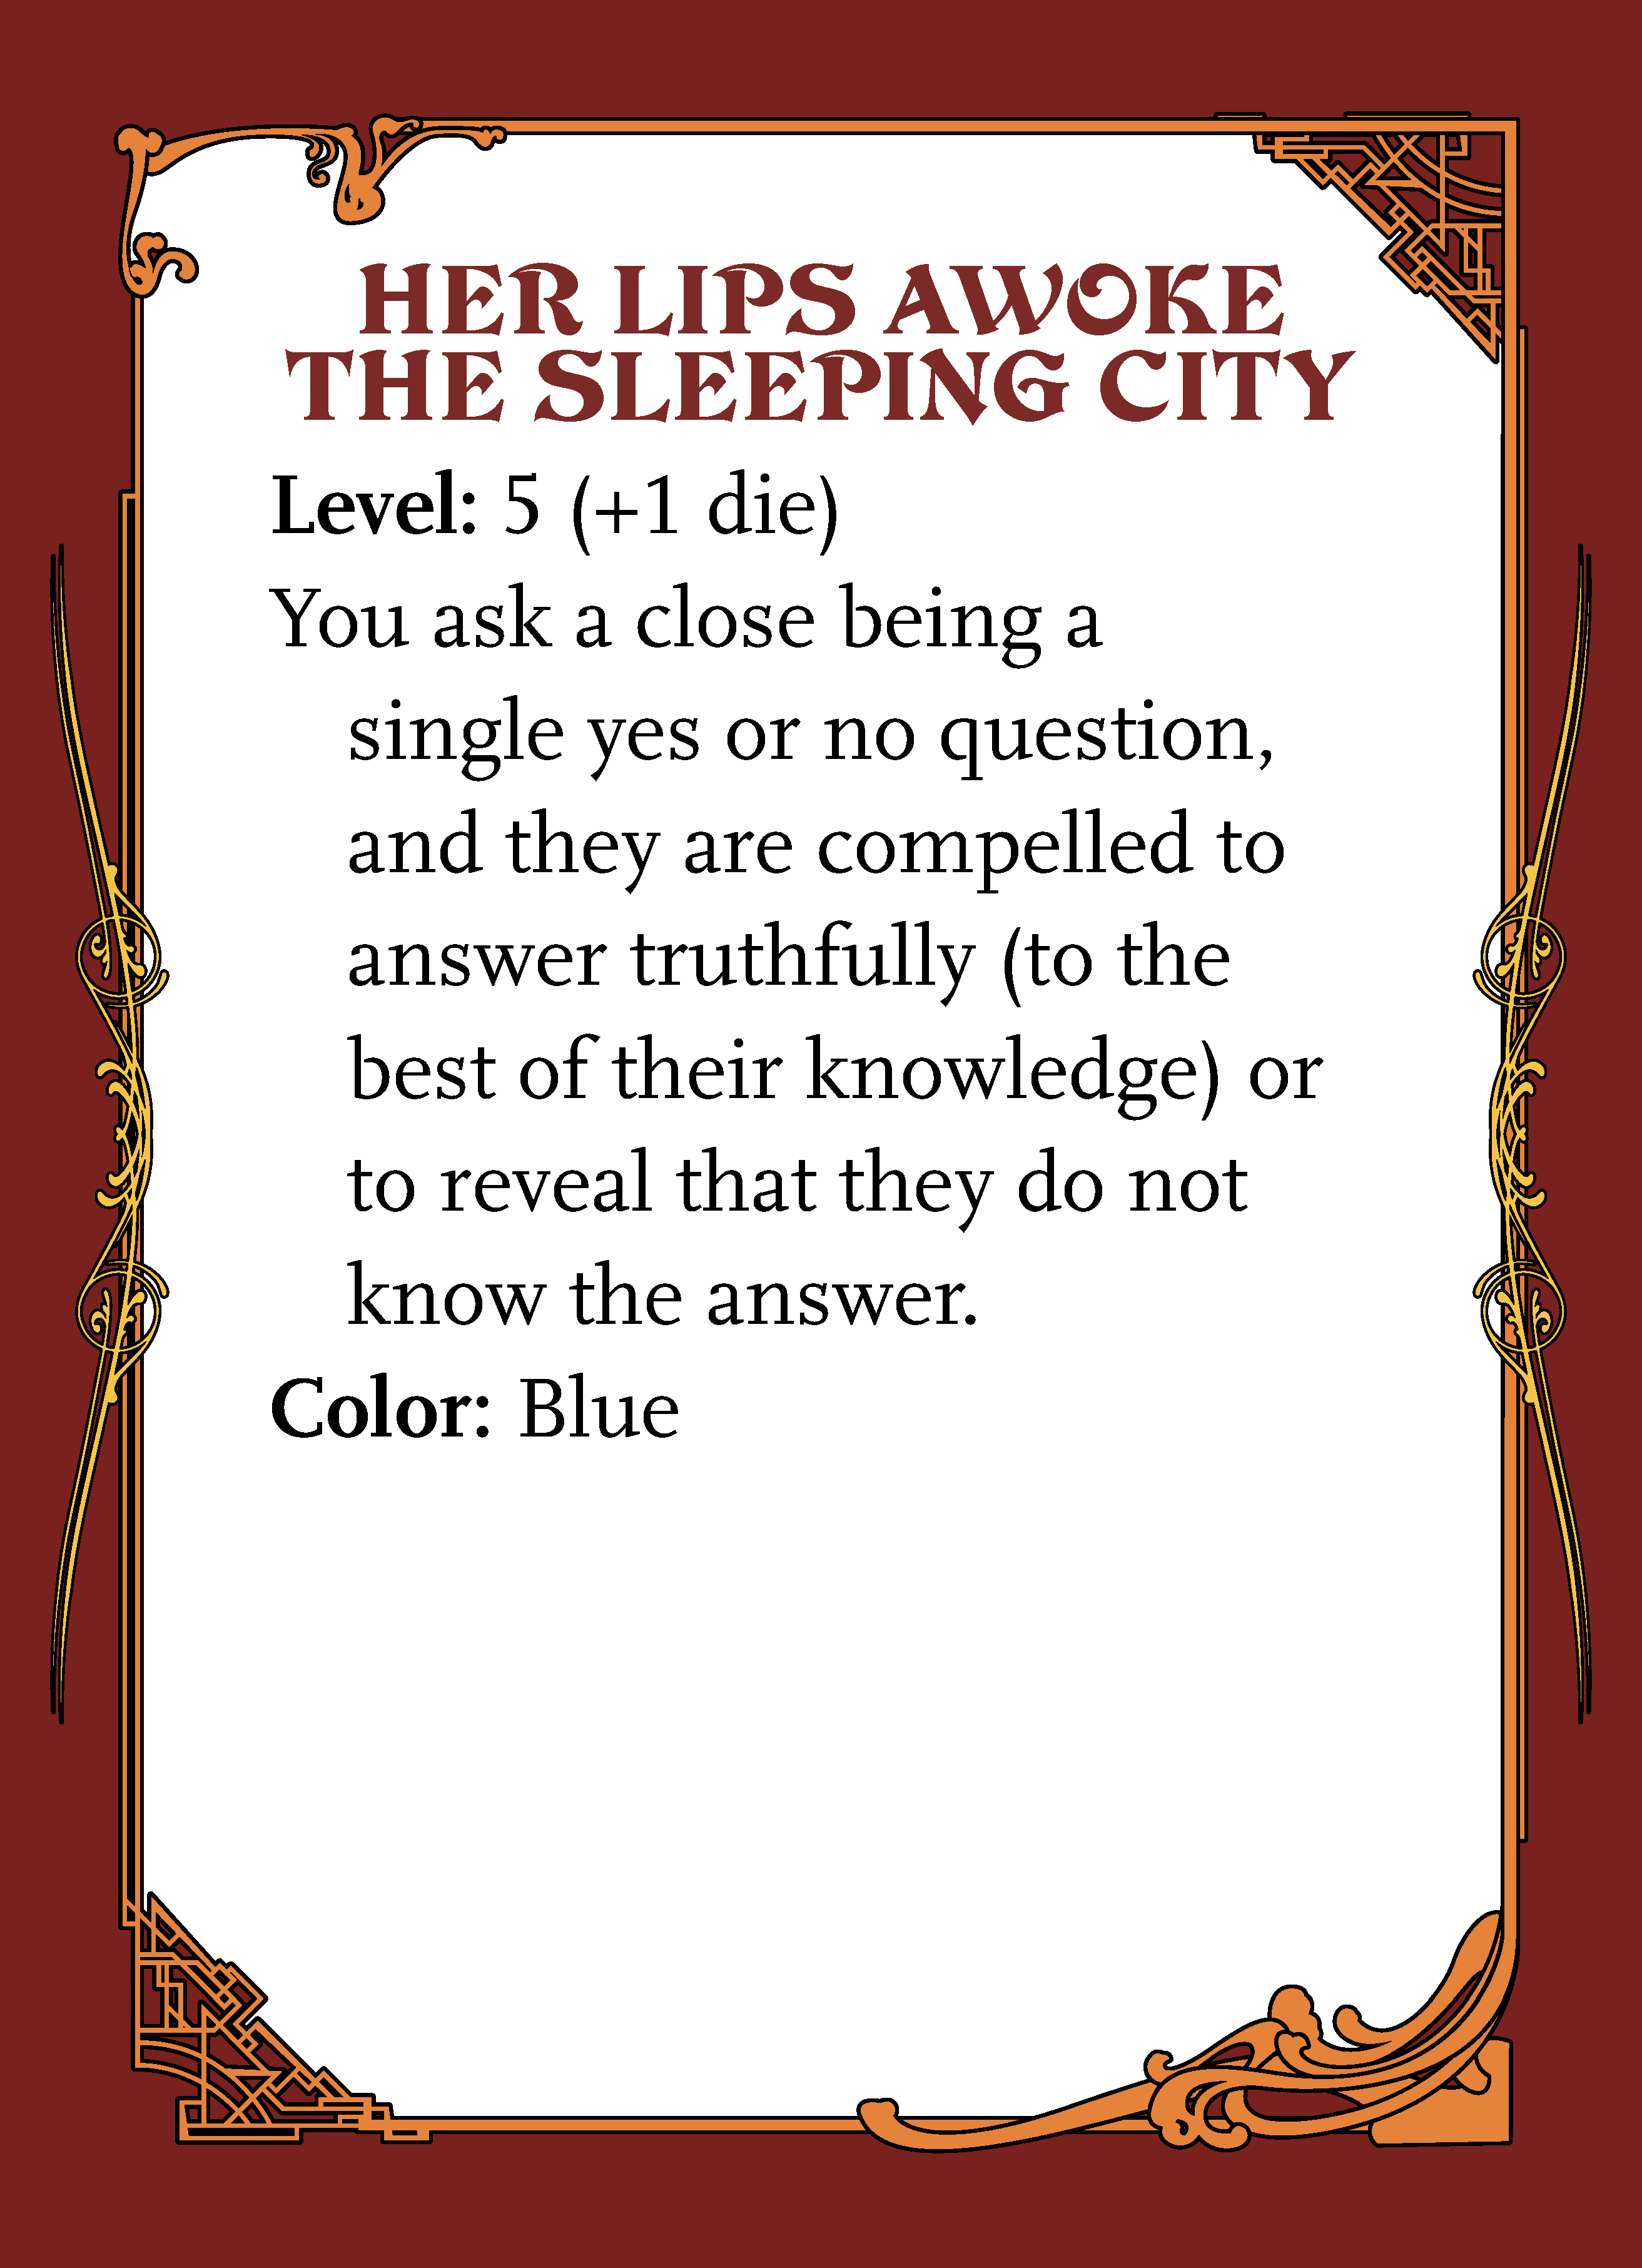 HER LIPS AWOKE
THE SLEEPING CITY
Level: 5 (+1 die)
You ask a close being a
single yes or no question,
and they are compelled to
answer truthfully (to the
best of their knowledge) or
to reveal that they do not
know the answer.
Color: Blue